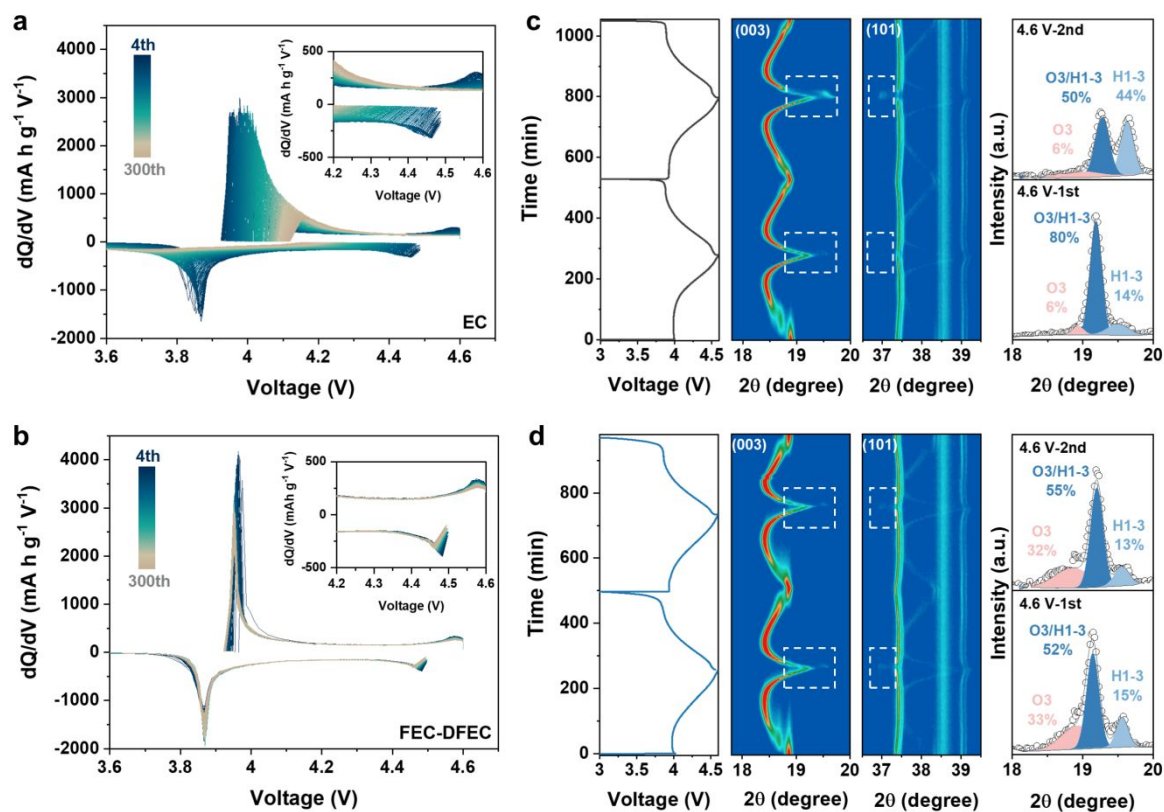 a
4th
300th
dQ/dV (mA h g⁻¹ V⁻¹)
4000
3000
2000
1000
0
-1000
-2000
3.6 3.8 4 4.2 4.4 4.6
Voltage (V)
EC
dQ/dV (mA h g⁻¹ V⁻¹)
500
0
-500
4.2 4.3 4.4 4.5 4.6
Voltage (V)
b
4th
300th
dQ/dV (mA h g⁻¹ V⁻¹)
4000
3000
2000
1000
0
-1000
-2000
3.6 3.8 4 4.2 4.4 4.6
Voltage (V)
FEC-DFEC
dQ/dV (mAh g⁻¹ V⁻¹)
500
0
-500
4.2 4.3 4.4 4.5 4.6
Voltage (V)
c
Time (min)
1000
800
600
400
200
0
3.0 3.5 4.0 4.5
Voltage (V)
(003)
18 19 20
2θ (degree)
(101)
37 38 39
2θ (degree)
Intensity (a.u.)
4.6 V-2nd
O3/H1-3
50%
H1-3
44%
O3
6%
4.6 V-1st
O3/H1-3
80%
O3
6%
H1-3
14%
18 19 20
2θ (degree)
d
Time (min)
800
600
400
200
0
3.0 3.5 4.0 4.5
Voltage (V)
(003)
18 19 20
2θ (degree)
(101)
37 38 39
2θ (degree)
Intensity (a.u.)
4.6 V-2nd
O3/H1-3
55%
O3
32%
H1-3
13%
4.6 V-1st
O3/H1-3
52%
O3
33%
H1-3
15%
18 19 20
2θ (degree)